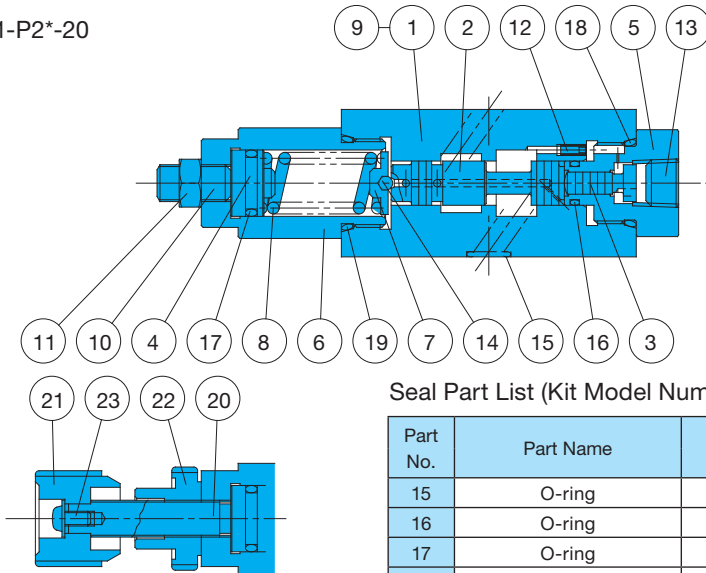 1-P2*-20
9 1 2 12 18 5 13
11 10 4 17 8 6 19 7 14 15 16 3
21 23 22 20
Seal Part List (Kit Model Num
Part No. Part Name
15 O-ring
16 O-ring
17 O-ring